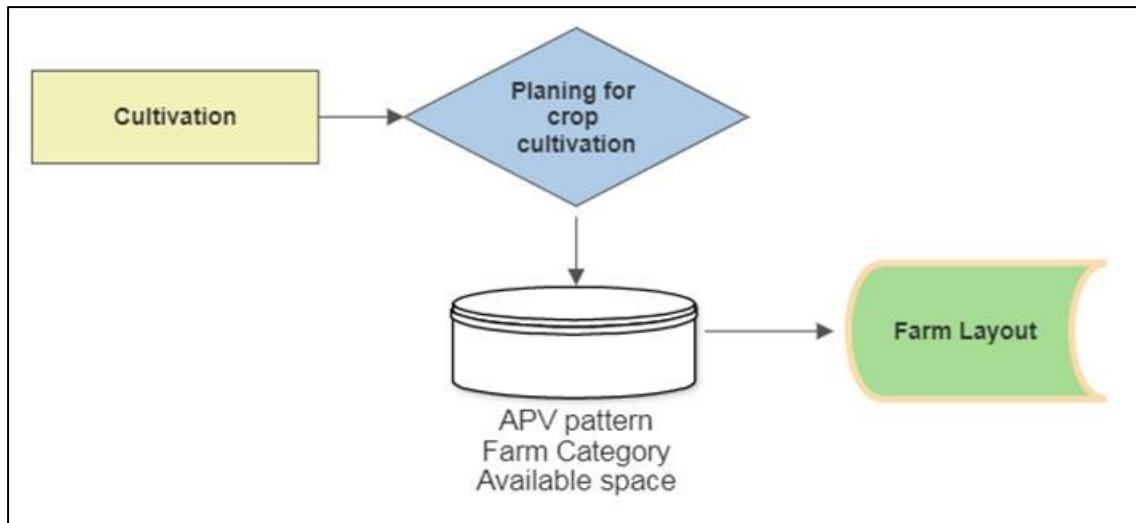 Cultivation
Planing for
crop
cultivation
APV pattern
Farm Category
Available space
Farm Layout